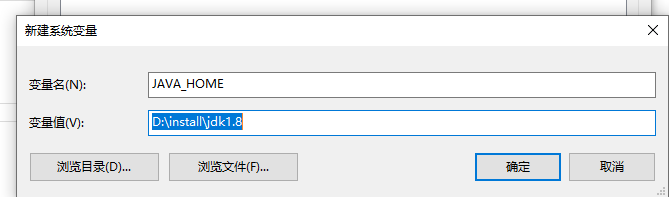 新建系统变量
变量名(N): JAVA_HOME
变量值(V): D:\install\jdk1.8
浏览目录(D)... 浏览文件(F)... 确定 取消